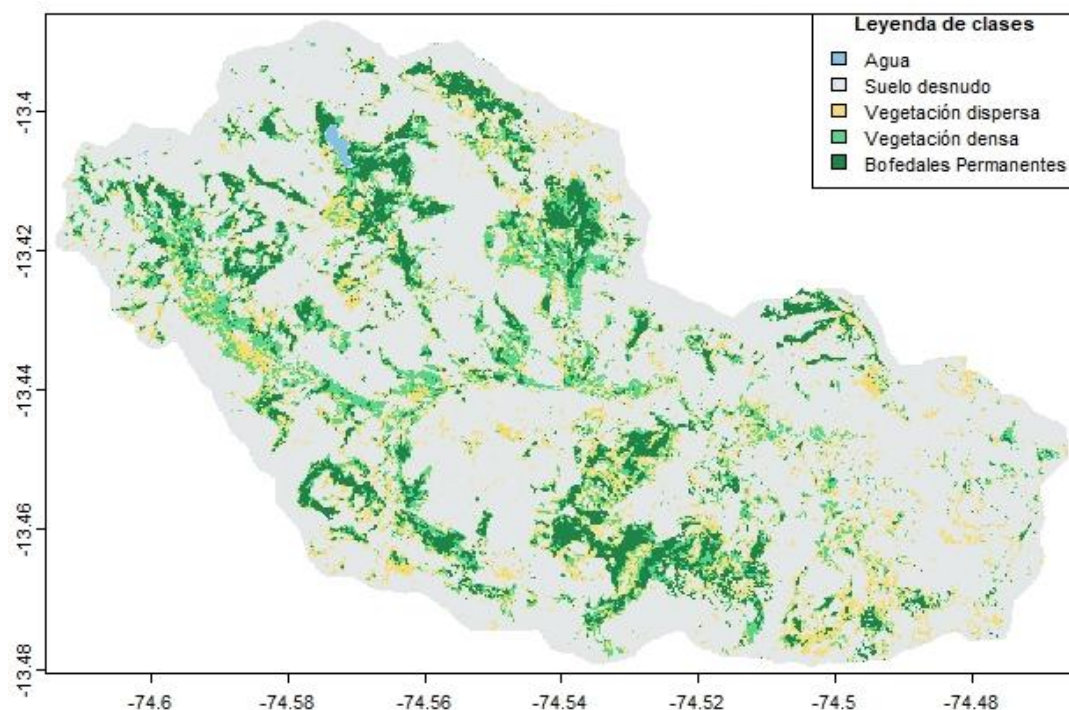 Leyenda de clases
Agua
Suelo desnudo
Vegetación dispersa
Vegetación densa
Bofedales Permanentes
-13.4
-13.42
-13.44
-13.46
-13.48
-74.6 -74.58 -74.56 -74.54 -74.52 -74.5 -74.48